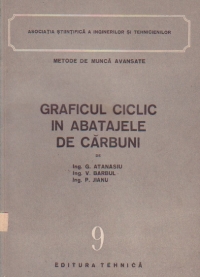 ASOCIAȚIA ȘTIINȚIFICĂ A INGINERILOR ȘI TEHNICIENILOR
METODE DE MUNCĂ AVANSATE
GRAFICUL CICLIC
IN ABATAJELE
DE CĂRBUNI
DE
Ing. G. ATANASIU
Ing. V. BARBUL
Ing. P. JIANU
9
EDITURA TEHNICĂ